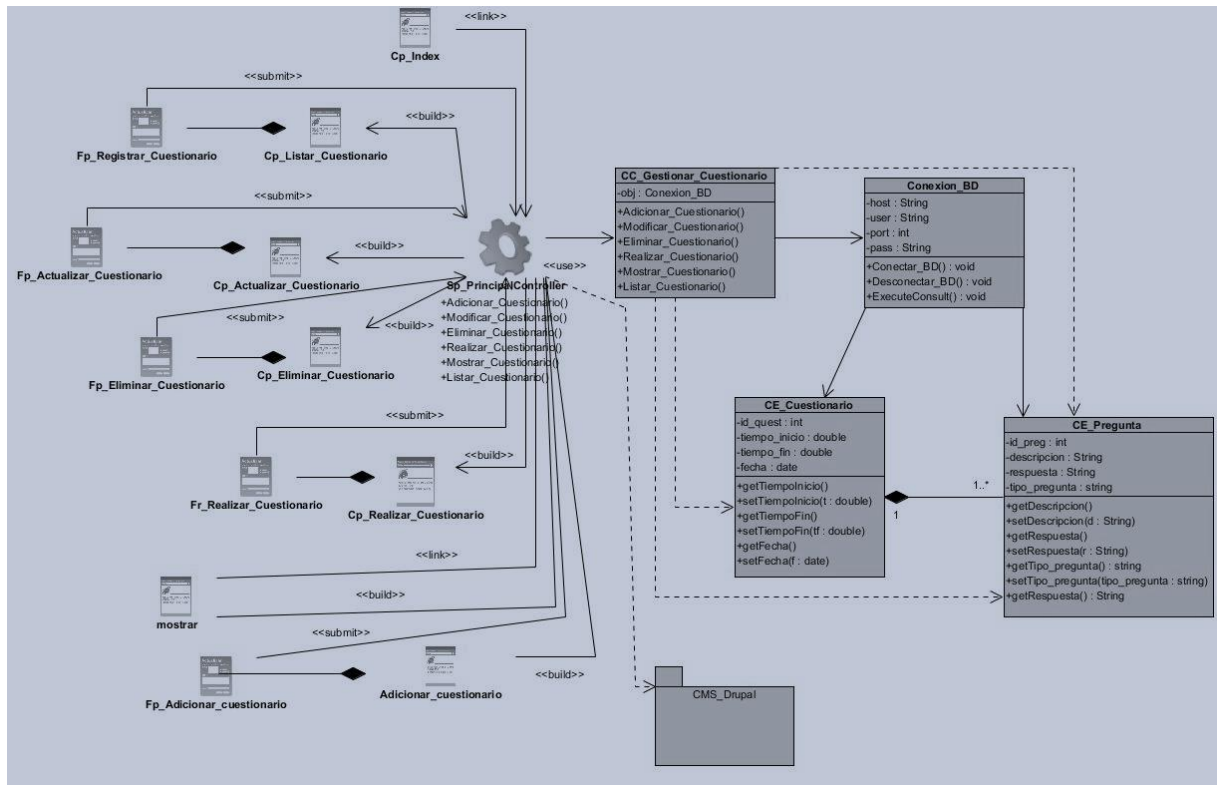 <<link>>
Cp_Index
<<submit>>
<<build>>
Fp_Registrar_Cuestionario
Cp_Listar_Cuestionario
<<submit>>
<<build>>
Fp_Actualizar_Cuestionario
Cp_Actualizar_Cuestionario
<<submit>>
<<build>>
Fp_Eliminar_Cuestionario
Cp_Eliminar_Cuestionario
<<use>>
Sp_PrincipalController
+Adicionar_Cuestionario()
+Modificar_Cuestionario()
+Eliminar_Cuestionario()
+Realizar_Cuestionario()
+Mostrar_Cuestionario()
+Listar_Cuestionario()
<<submit>>
<<build>>
Fr_Realizar_Cuestionario
Cp_Realizar_Cuestionario
<<link>>
<<build>>
mostrar
<<submit>>
<<build>>
Fp_Adicionar_cuestionario
Adicionar_cuestionario
CC_Gestionar_Cuestionario
-obj : Conexion_BD
+Adicionar_Cuestionario()
+Modificar_Cuestionario()
+Eliminar_Cuestionario()
+Realizar_Cuestionario()
+Mostrar_Cuestionario()
+Listar_Cuestionario()
Conexion_BD
-host : String
-user : String
-port : int
-pass : String
+Conectar_BD() : void
+Desconectar_BD() : void
+ExecuteConsult() : void
CE_Cuestionario
-id_quest : int
-tiempo_inicio : double
-tiempo_fin : double
-fecha : date
+getTiempoInicio()
+setTiempoInicio(t : double)
+getTiempoFin()
+setTiempoFin(tf : double)
+getFecha()
+setFecha(f : date)
1
1..*
CE_Pregunta
-id_preg : int
-descripcion : String
-respuesta : String
-tipo_pregunta : string
+getDescripcion()
+setDescripcion(d : String)
+getRespuesta()
+setRespuesta(r : String)
+getTipo_pregunta() : string
+setTipo_pregunta(tipo_pregunta : string)
+getRespuesta() : String
CMS_Drupal